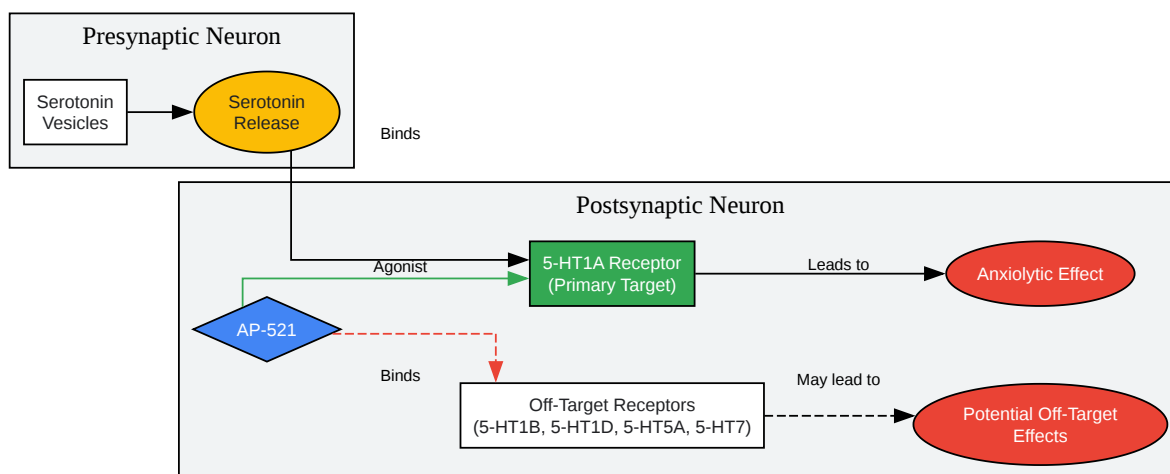 Presynaptic Neuron
Serotonin
Vesicles
Serotonin
Release
Binds
Postsynaptic Neuron
Agonist
5-HT1A Receptor
(Primary Target)
Leads to
Anxiolytic Effect
AP-521
Binds
Off-Target Receptors
(5-HT1B, 5-HT1D, 5-HT5A, 5-HT7)
May lead to
Potential Off-Target
Effects